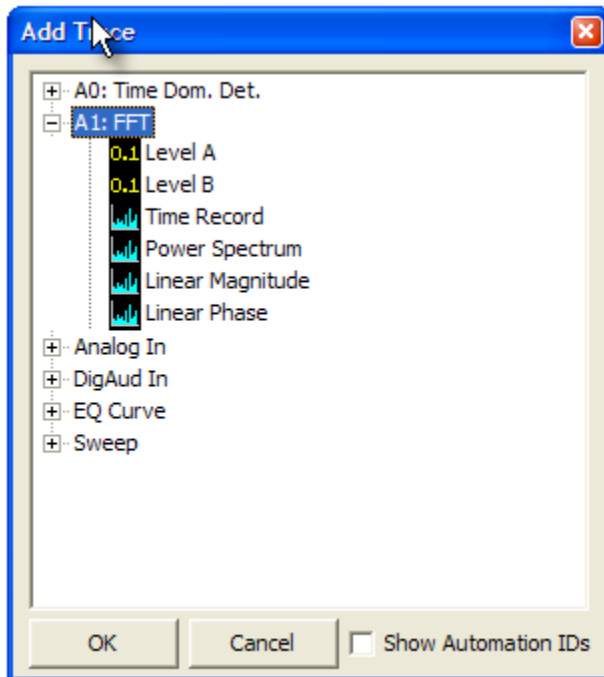 Add Trace
A0: Time Dom. Det.
A1: FFT
0.1 Level A
0.1 Level B
Time Record
Power Spectrum
Linear Magnitude
Linear Phase
Analog In
DigAud In
EQ Curve
Sweep
OK
Cancel
Show Automation IDs